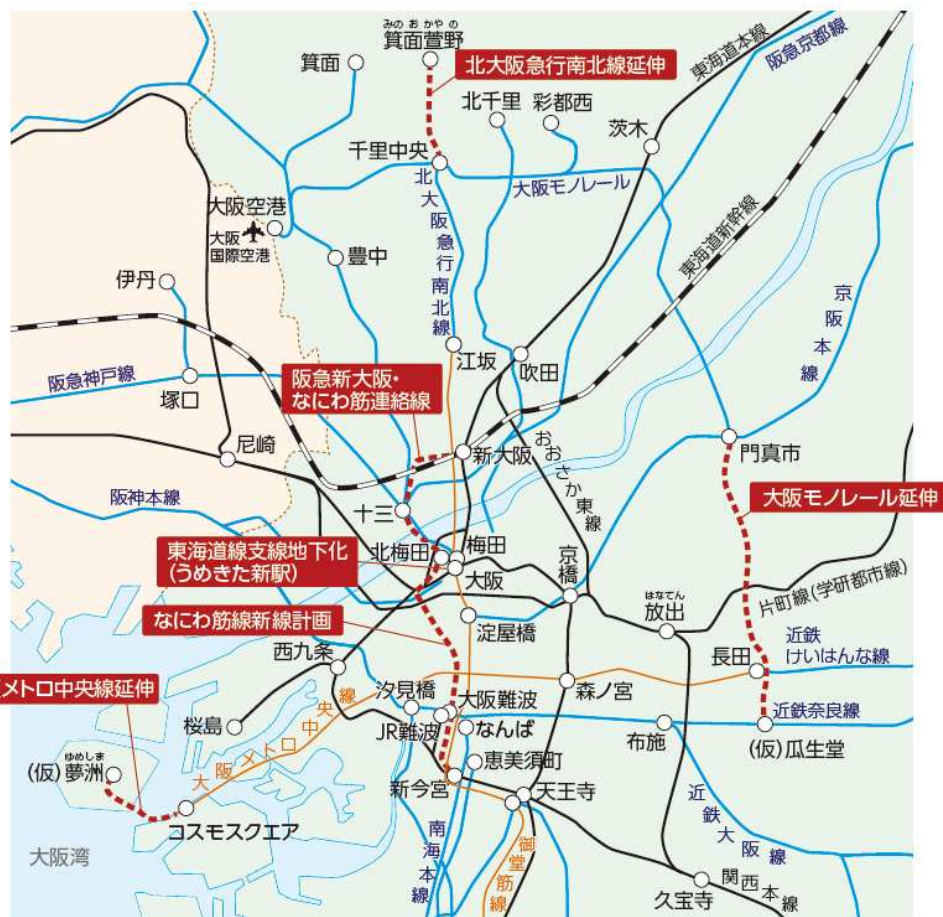 みのおかやの
箕面萱野
箕面
北大阪急行南北線延伸
東海道本線
阪急京都線
北千里
彩都西
茨木
千里中央
大阪モノレール
北大阪急行南北線
大阪空港
大阪
国際空港
豊中
伊丹
東海道新幹線
京阪本線
江坂
吹田
阪急神戸線
塚口
阪急新大阪・
なにわ筋連絡線
尼崎
新大阪
おおさか東線
門真市
阪神本線
十三
大阪モノレール延伸
東海道線支線地下化
(うめきた新駅)
北梅田
梅田
大阪
京橋
はなてん
放出
片町線(学研都市線)
なにわ筋線新線計画
淀屋橋
西九条
長田
近鉄
けいはんな線
メトロ中央線延伸
桜島
汐見橋
大阪難波
森ノ宮
大阪メトロ中央線
JR難波
なんば
布施
近鉄奈良線
(仮)瓜生堂
ゆめしま
(仮)夢洲
恵美須町
新今宮
天王寺
コスモスクエア
大阪湾
南海本線
御堂筋線
近鉄大阪線
久宝寺
関西本線